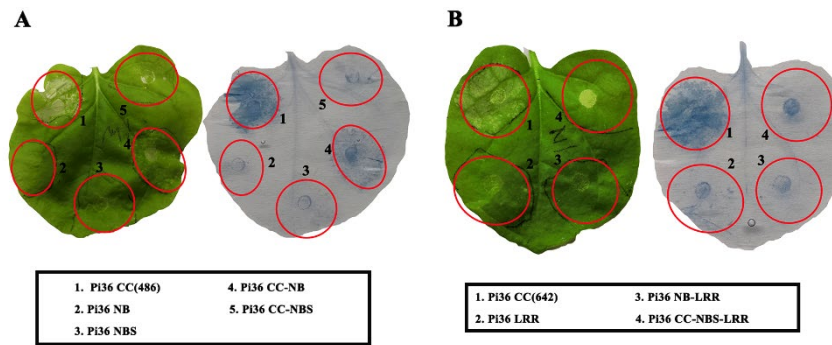 A
B
1
5
4
2
3
1
5
4
2
3
1
4
2
3
1
4
2
3
1. Pi36 CC(486)
4. Pi36 CC-NB
2. Pi36 NB
5. Pi36 CC-NBS
3. Pi36 NBS
1. Pi36 CC(642)
3. Pi36 NB-LRR
2. Pi36 LRR
4. Pi36 CC-NBS-LRR